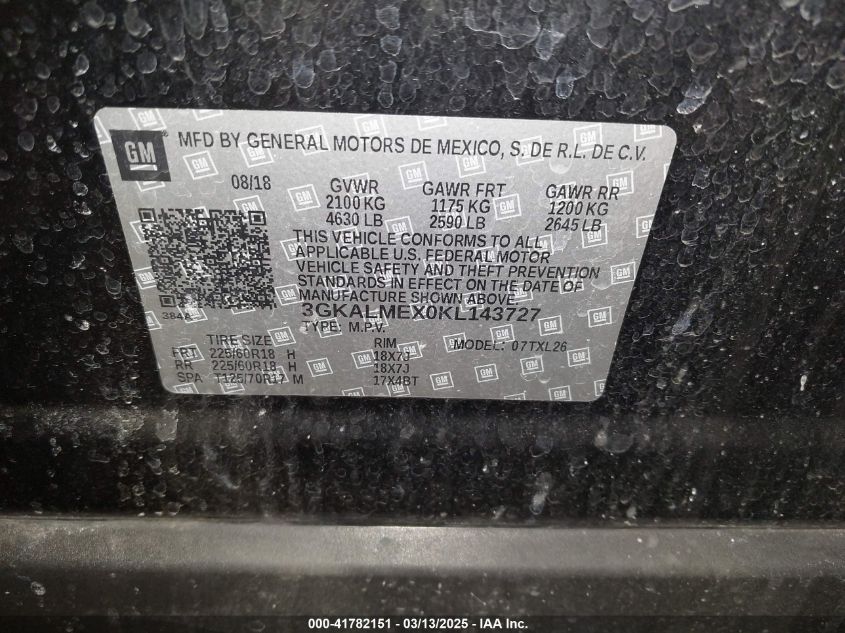 GM
MFD BY GENERAL MOTORS DE MEXICO, S. DE R.L. DE C.V.
08/18 GVWR GAWR FRT GAWR RR
2100 KG 1175 KG 1200 KG
4630 LB 2590 LB 2645 LB
THIS VEHICLE CONFORMS TO ALL
APPLICABLE U.S. FEDERAL MOTOR
VEHICLE SAFETY AND THEFT PREVENTION
STANDARDS IN EFFECT ON THE DATE OF
MANUFACTURE SHOWN ABOVE.
3GKALMEX0KL143727
TYPE: M.P.V.
TIRE SIZE RIM MODEL: 07TXL26
FRT 225/60R18 H 18X7J
RR 225/60R18 H 18X7J
SPA T125/70R17 M 17X4BT
000-41782151 - 03/13/2025 - IAA Inc.